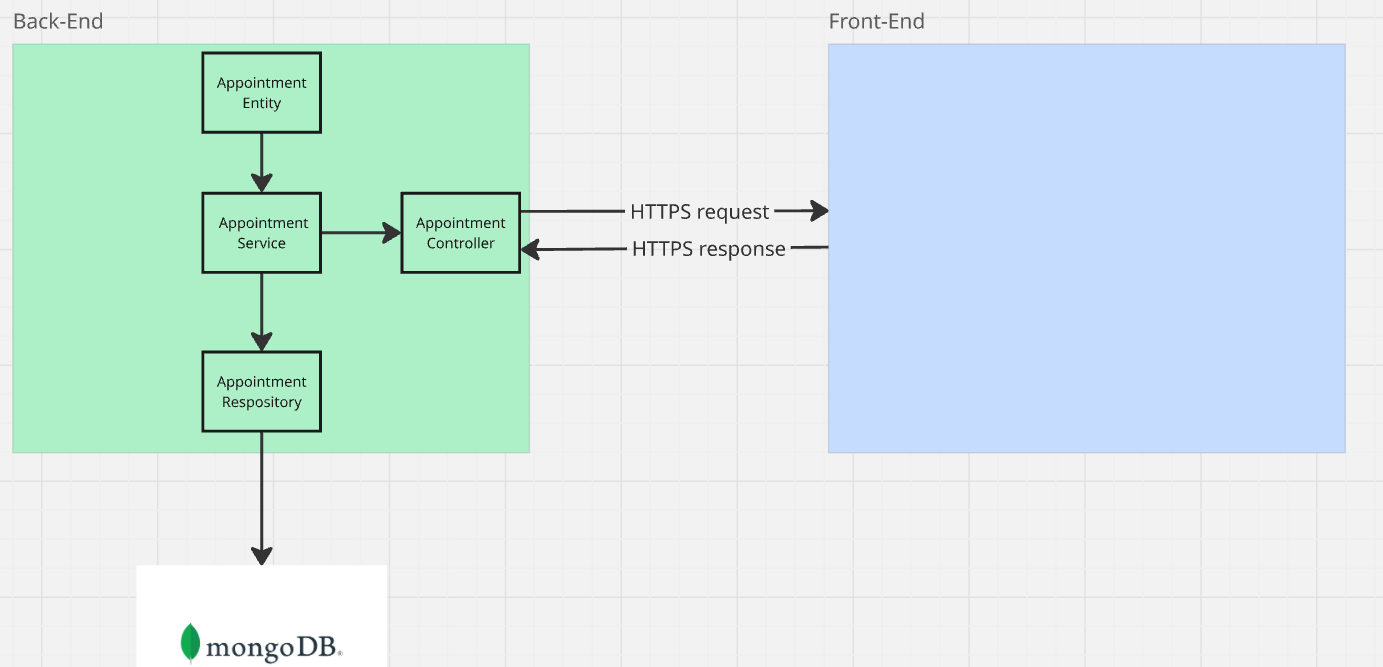 Back-End
Front-End
Appointment
Entity
Appointment
Service
Appointment
Controller
HTTPS request
HTTPS response
Appointment
Respository
mongoDB®